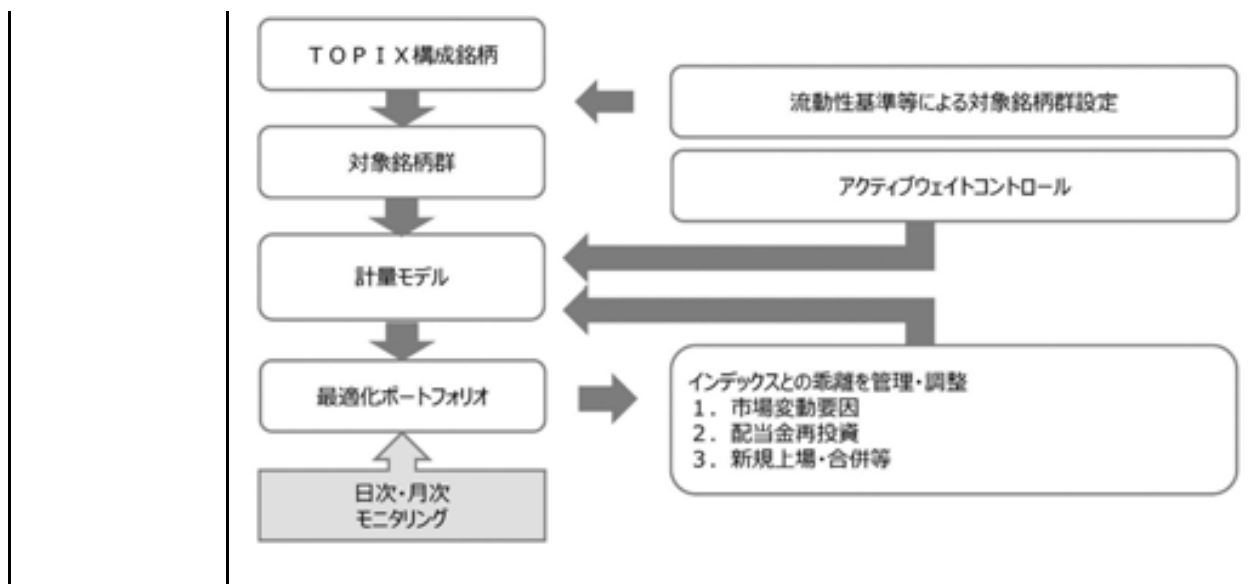 TOPIX構成銘柄
流動性基準等による対象銘柄群設定
対象銘柄群
アクティブウェイトコントロール
計量モデル
最適化ポートフォリオ
インデックスとの乖離を管理・調整
1. 市場変動要因
2. 配当金再投資
3. 新規上場・合併等
日次・月次
モニタリング